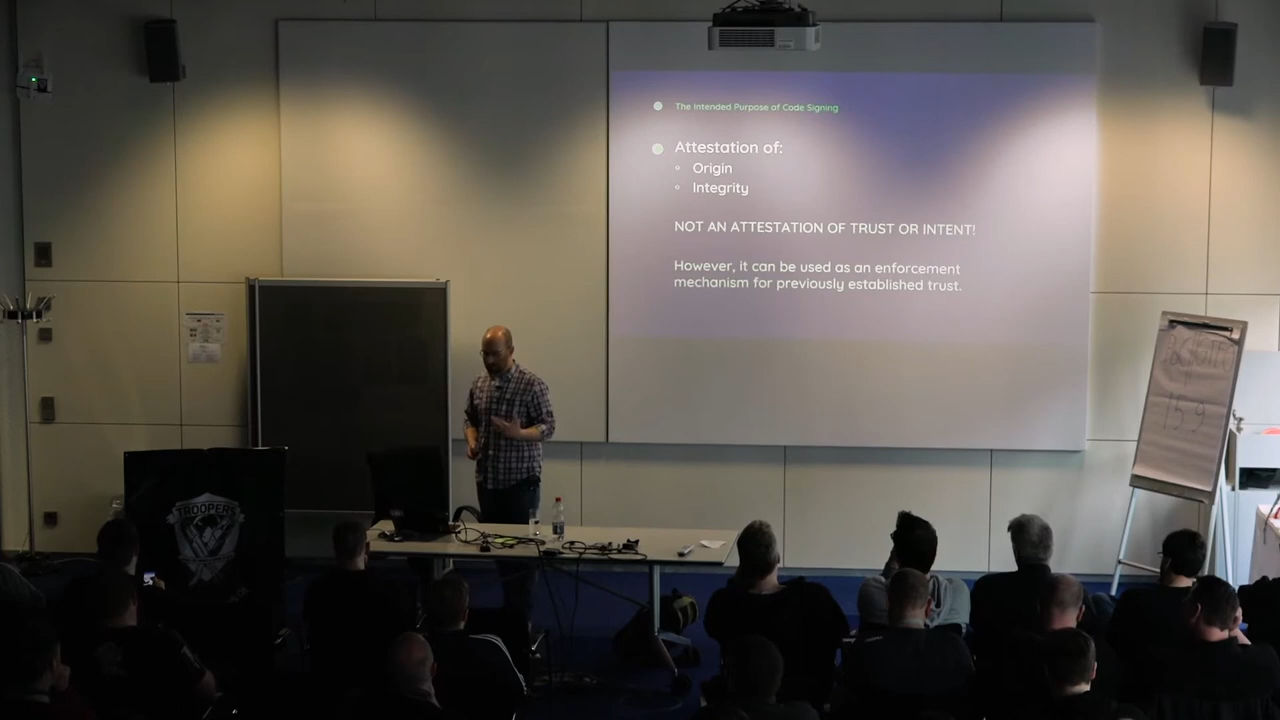 The Intended Purpose of Code Signing
Attestation of:
Origin
Integrity
NOT AN ATTESTATION OF TRUST OR INTENT!
However, it can be used as an enforcement
mechanism for previously established trust.
TROOPERS
159